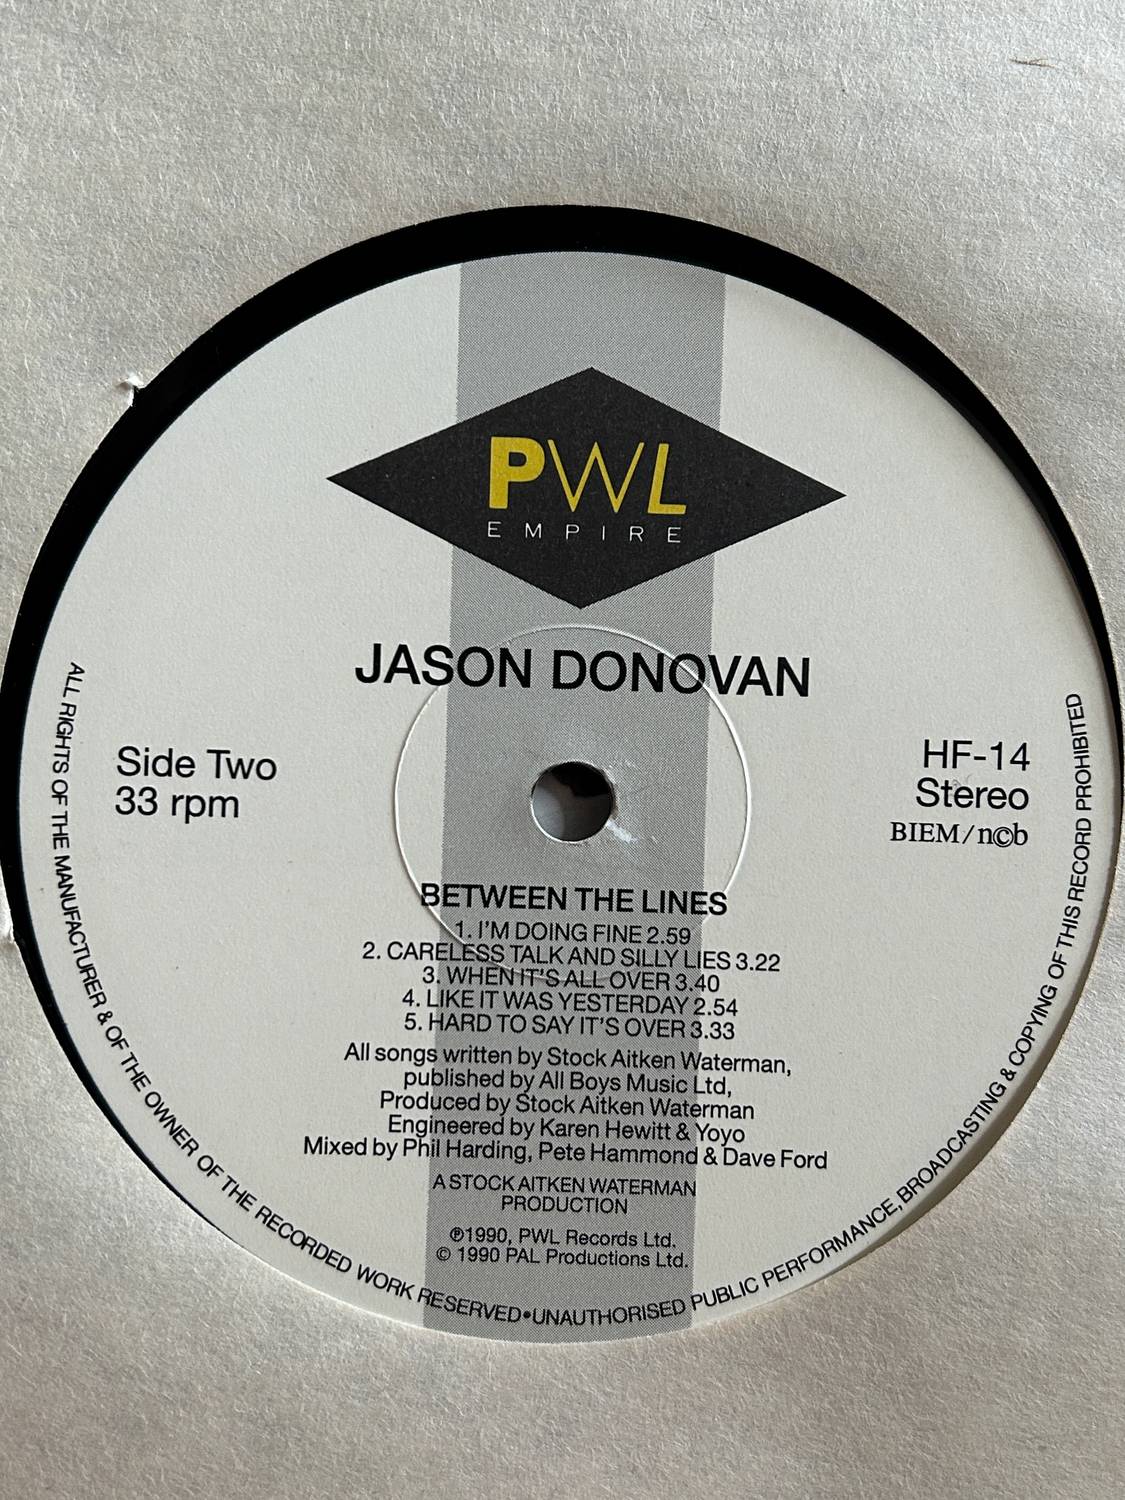 PWL
EMPIRE
JASON DONOVAN
Side Two
33 rpm
HF-14
Stereo
BIEM/n©b
BETWEEN THE LINES
1. I'M DOING FINE 2.59
2. CARELESS TALK AND SILLY LIES 3.22
3. WHEN IT'S ALL OVER 3.40
4. LIKE IT WAS YESTERDAY 2.54
5. HARD TO SAY IT'S OVER 3.33
All songs written by Stock Aitken Waterman,
published by All Boys Music Ltd,
Produced by Stock Aitken Waterman
Engineered by Karen Hewitt & Yoyo
Mixed by Phil Harding, Pete Hammond & Dave Ford
A STOCK AITKEN WATERMAN
PRODUCTION
℗1990, PWL Records Ltd.
© 1990 PAL Productions Ltd.
ALL RIGHTS OF THE MANUFACTURER & OF THE OWNER OF THE RECORDED WORK RESERVED•UNAUTHORISED PUBLIC PERFORMANCE, BROADCASTING & COPYING OF THIS RECORD PROHIBITED